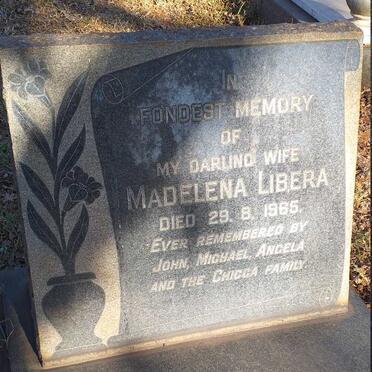 IN
FONDEST MEMORY
OF
MY DARLING WIFE
MADELENA LIBERA
DIED 29.8.1965.
EVER REMEMBERED BY
JOHN, MICHAEL, ANGELA
AND THE CHICCA FAMILY.